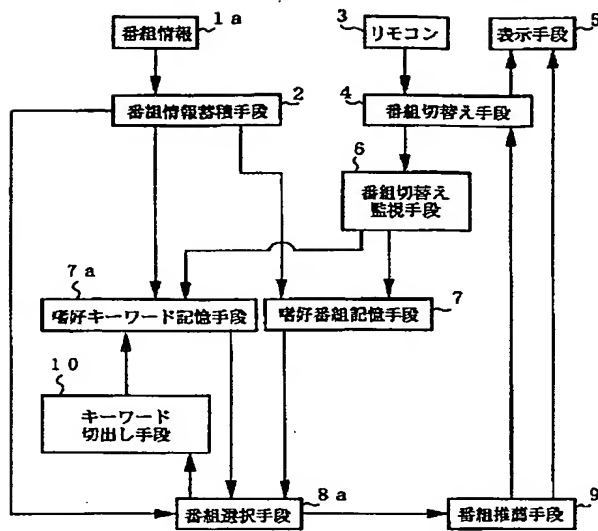 番組情報
1a
3
リモコン
表示手段
5
2
番組情報蓄積手段
4
番組切替え手段
6
番組切替え
監視手段
7a
嗜好キーワード記憶手段
嗜好番組記憶手段
7
10
キーワード
切出し手段
番組選択手段
8a
番組推薦手段
9